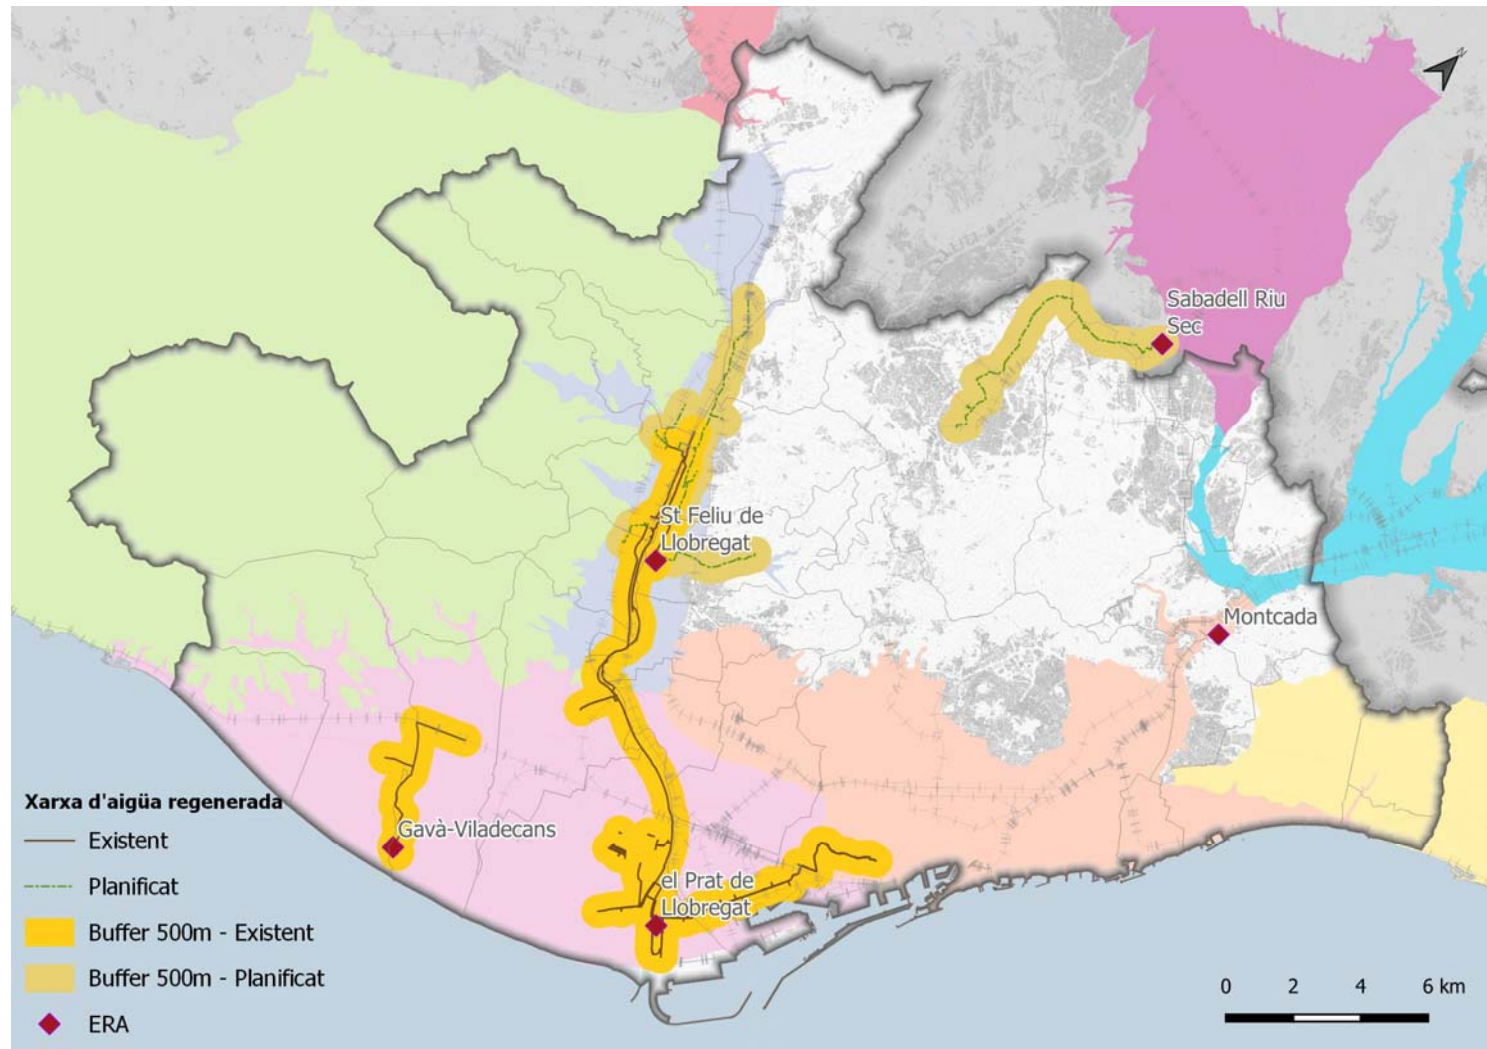 N
Sabadell Riu
Sec
St Feliu de
Llobregat
Montcada
Gavà-Viladecans
el Prat de
Llobregat
Xarxa d'aigüa regenerada
Existent
Planificat
Buffer 500m - Existent
Buffer 500m - Planificat
ERA
0 2 4 6 km